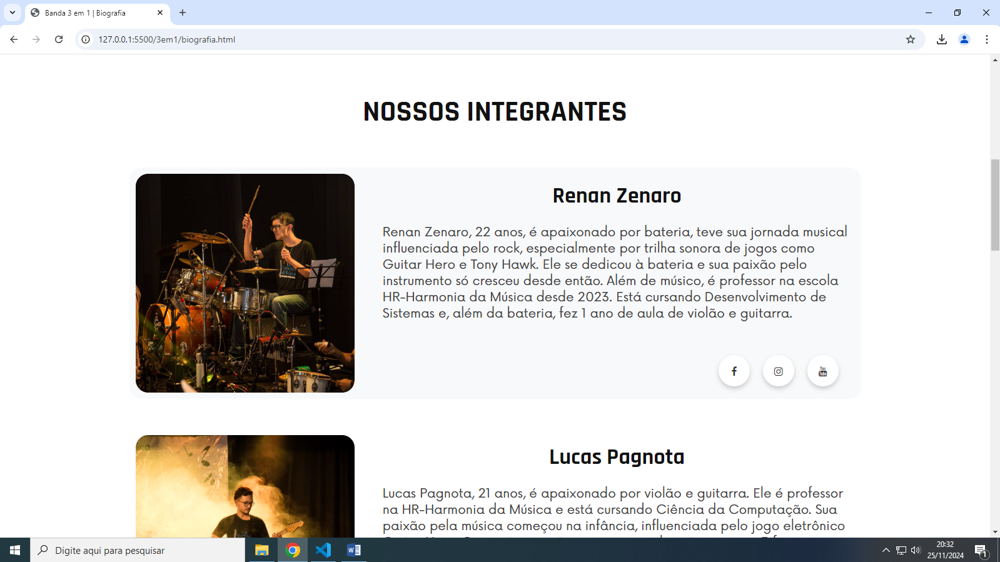 Banda 3 em 1 | Biografia
127.0.0.1:5500/3em1/biografia.html
NOSSOS INTEGRANTES
Renan Zenaro
Renan Zenaro, 22 anos, é apaixonado por bateria, teve sua jornada musical
influenciada pelo rock, especialmente por trilha sonora de jogos como
Guitar Hero e Tony Hawk. Ele se dedicou à bateria e sua paixão pelo
instrumento só cresceu desde então. Além de músico, é professor na escola
HR-Harmonia da Música desde 2023. Está cursando Desenvolvimento de
Sistemas e, além da bateria, fez 1 ano de aula de violão e guitarra.
You
Tube
Lucas Pagnota
Lucas Pagnota, 21 anos, é apaixonado por violão e guitarra. Ele é professor
na HR-Harmonia da Música e está cursando Ciência da Computação. Sua
paixão pela música começou na infância, influenciada pelo jogo eletrônico
Digite aqui para pesquisar
20:32
25/11/2024
1